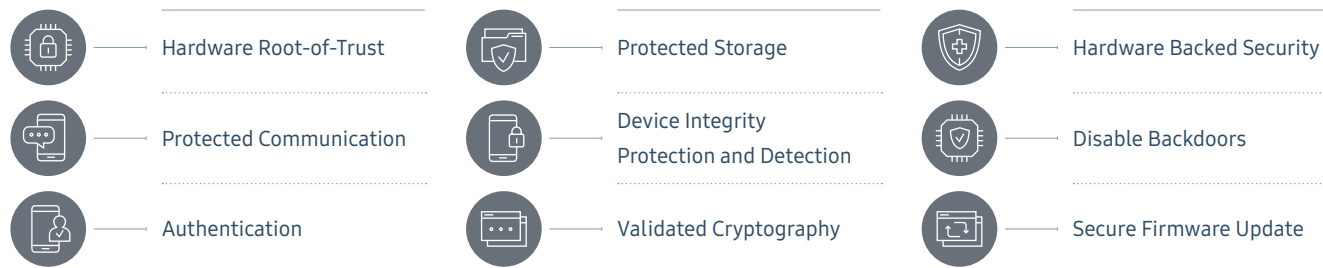 Hardware Root-of-Trust
Protected Storage
Hardware Backed Security
Protected Communication
Device Integrity
Protection and Detection
Disable Backdoors
Authentication
Validated Cryptography
Secure Firmware Update